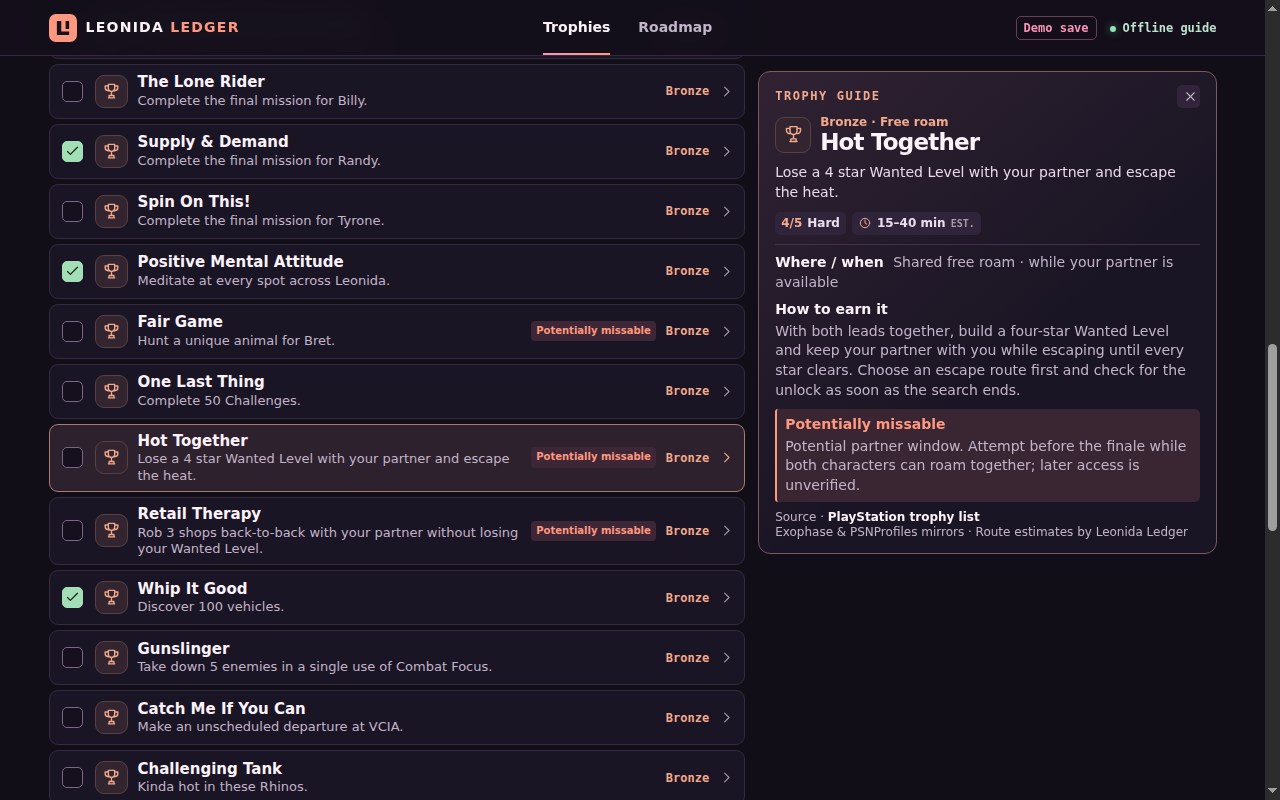 LEONIDA LEDGER
Trophies
Roadmap
Demo save
Offline guide
The Lone Rider
Complete the final mission for Billy.
Bronze
Supply & Demand
Complete the final mission for Randy.
Bronze
Spin On This!
Complete the final mission for Tyrone.
Bronze
Positive Mental Attitude
Meditate at every spot across Leonida.
Bronze
Fair Game
Hunt a unique animal for Bret.
Potentially missable
Bronze
One Last Thing
Complete 50 Challenges.
Bronze
Hot Together
Lose a 4 star Wanted Level with your partner and escape
the heat.
Potentially missable
Bronze
Retail Therapy
Rob 3 shops back-to-back with your partner without losing
your Wanted Level.
Potentially missable
Bronze
Whip It Good
Discover 100 vehicles.
Bronze
Gunslinger
Take down 5 enemies in a single use of Combat Focus.
Bronze
Catch Me If You Can
Make an unscheduled departure at VCIA.
Bronze
Challenging Tank
Kinda hot in these Rhinos.
Bronze
TROPHY GUIDE
Bronze · Free roam
Hot Together
Lose a 4 star Wanted Level with your partner and escape
the heat.
4/5 Hard
15–40 min EST.
Where / when Shared free roam · while your partner is
available
How to earn it
With both leads together, build a four-star Wanted Level
and keep your partner with you while escaping until every
star clears. Choose an escape route first and check for the
unlock as soon as the search ends.
Potentially missable
Potential partner window. Attempt before the finale while
both characters can roam together; later access is
unverified.
Source · PlayStation trophy list
Exophase & PSNProfiles mirrors · Route estimates by Leonida Ledger